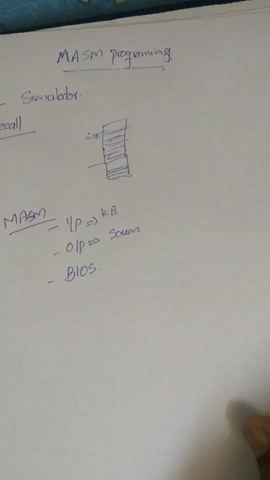 MASM programming
- Simulator.
ecall
MASM
- I/P => KB
- O/P => Screen
- BIOS.